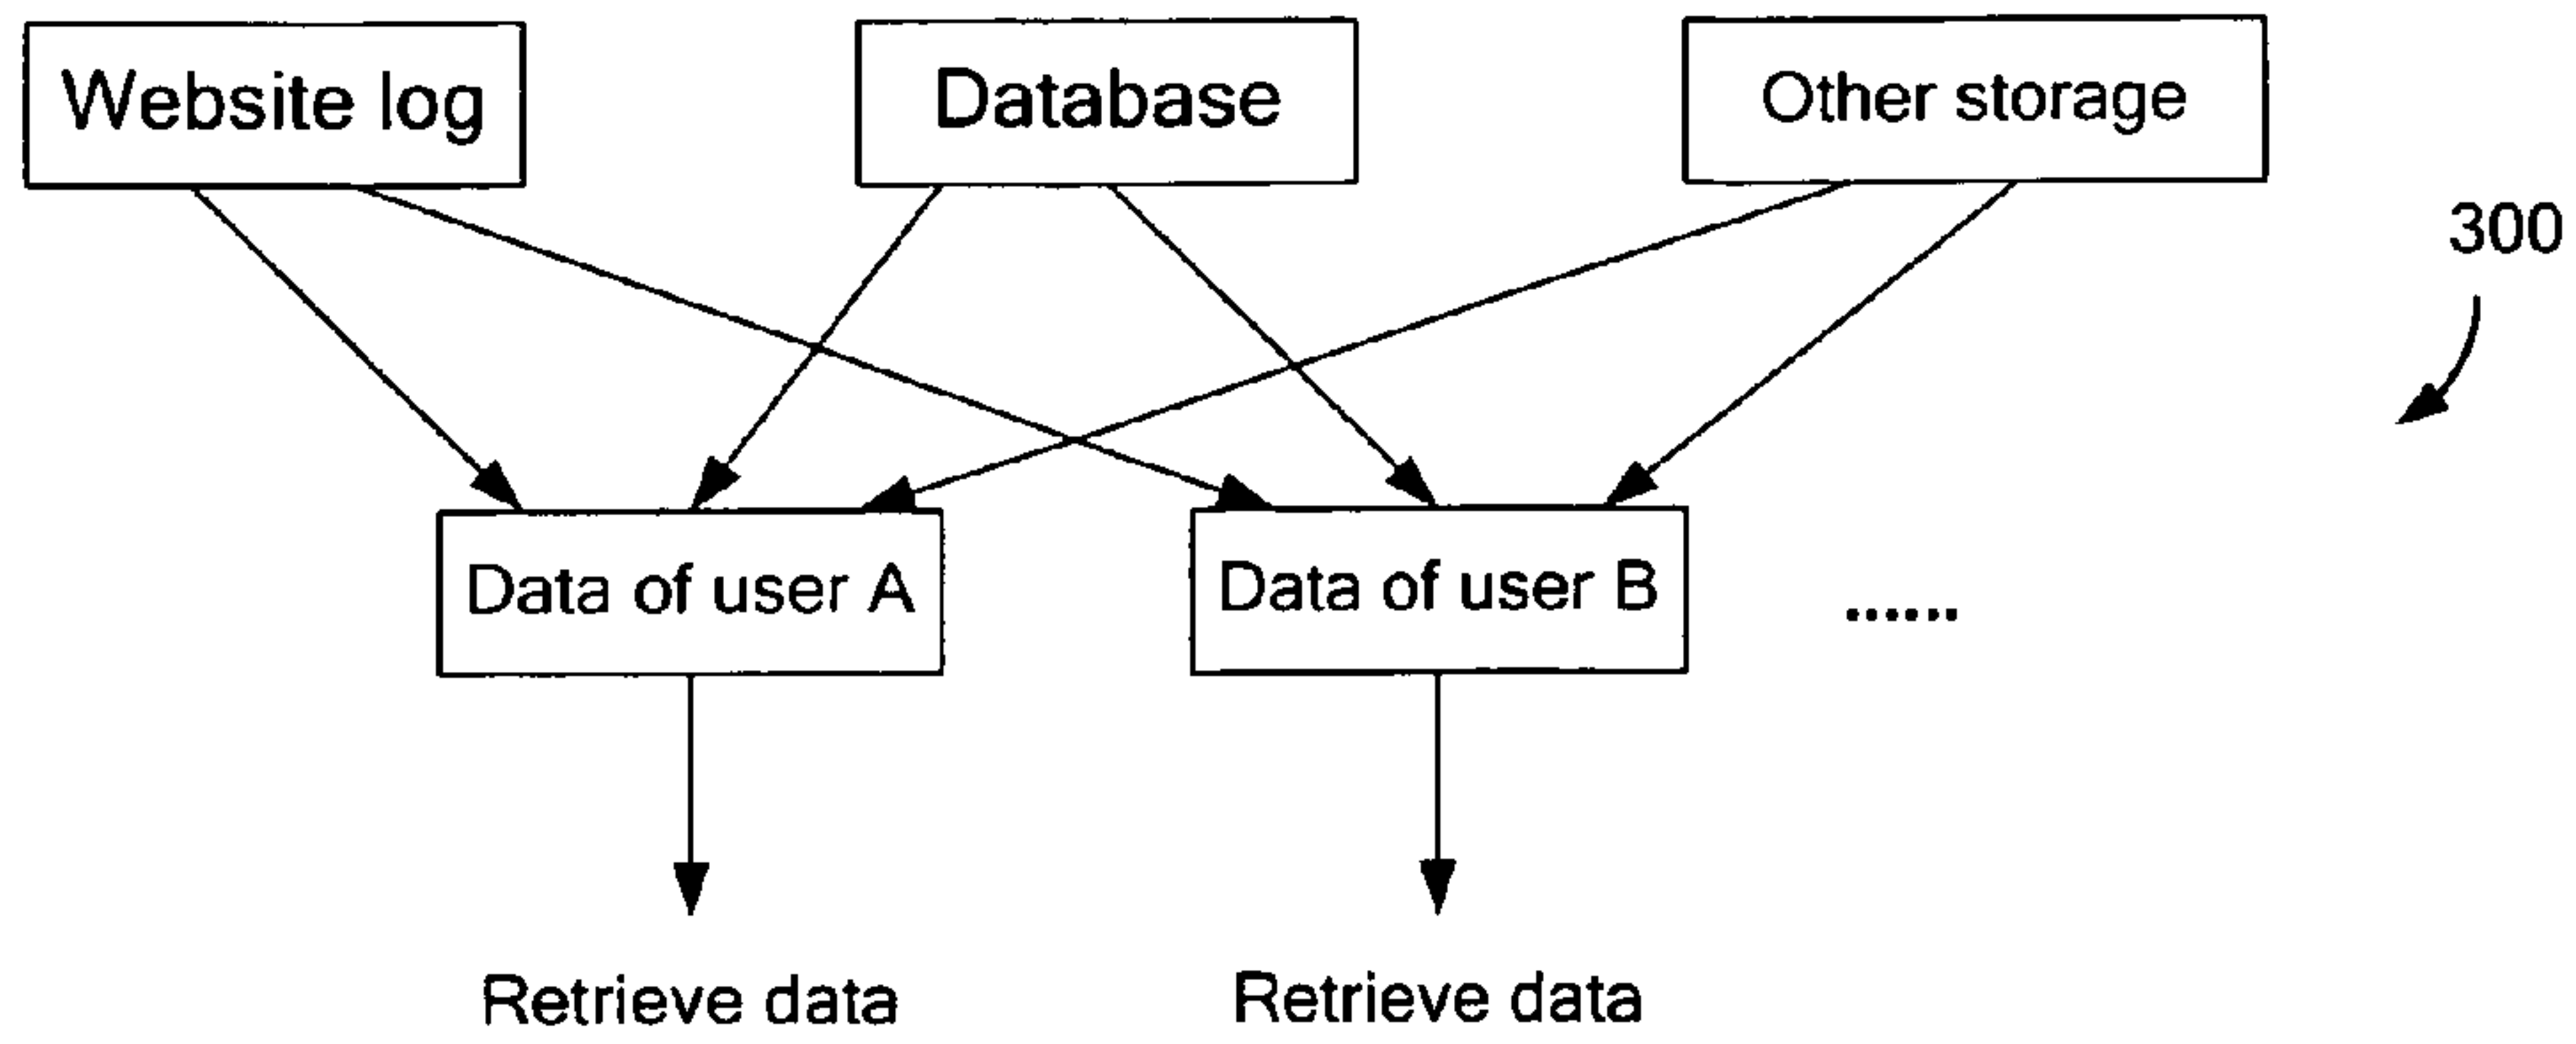 Website log
Database
Other storage
300
Data of user A
Data of user B
......
Retrieve data
Retrieve data